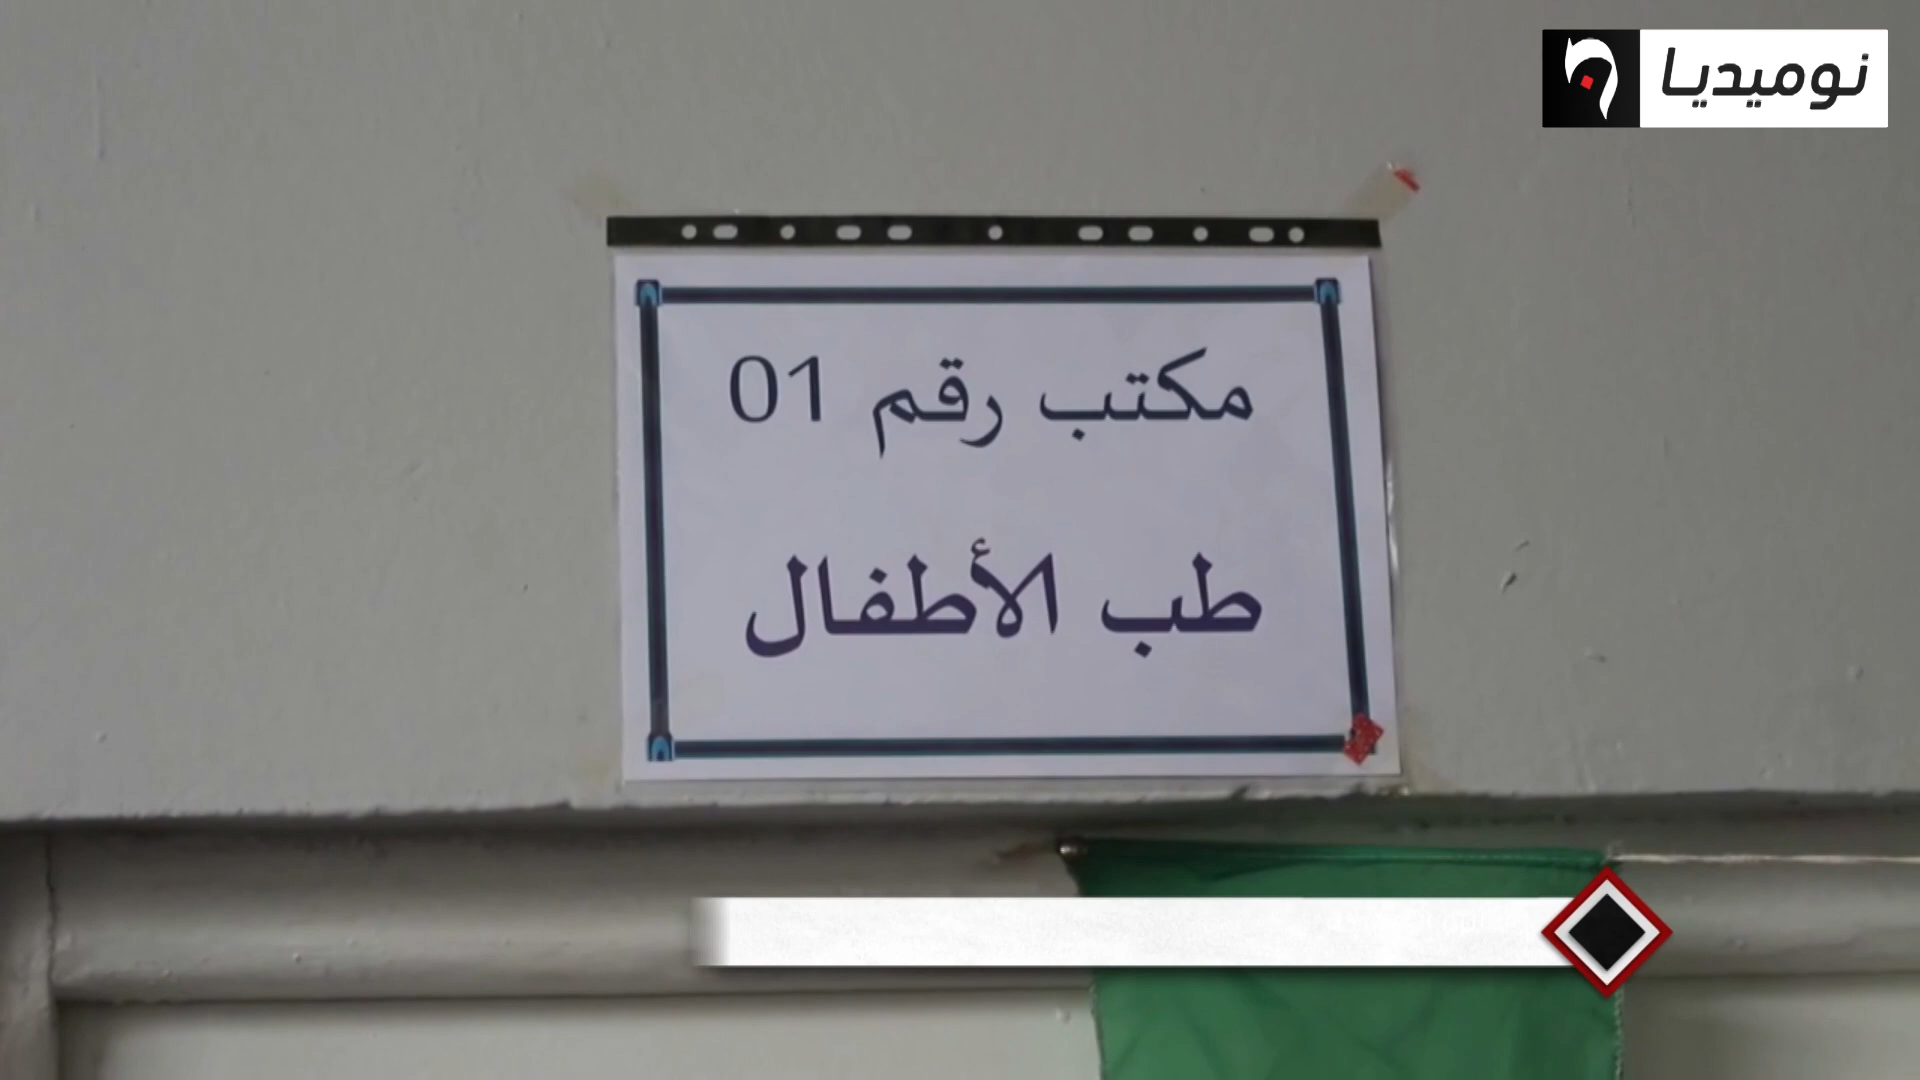 نوميديا
مكتب رقم 01
طب الأطفال